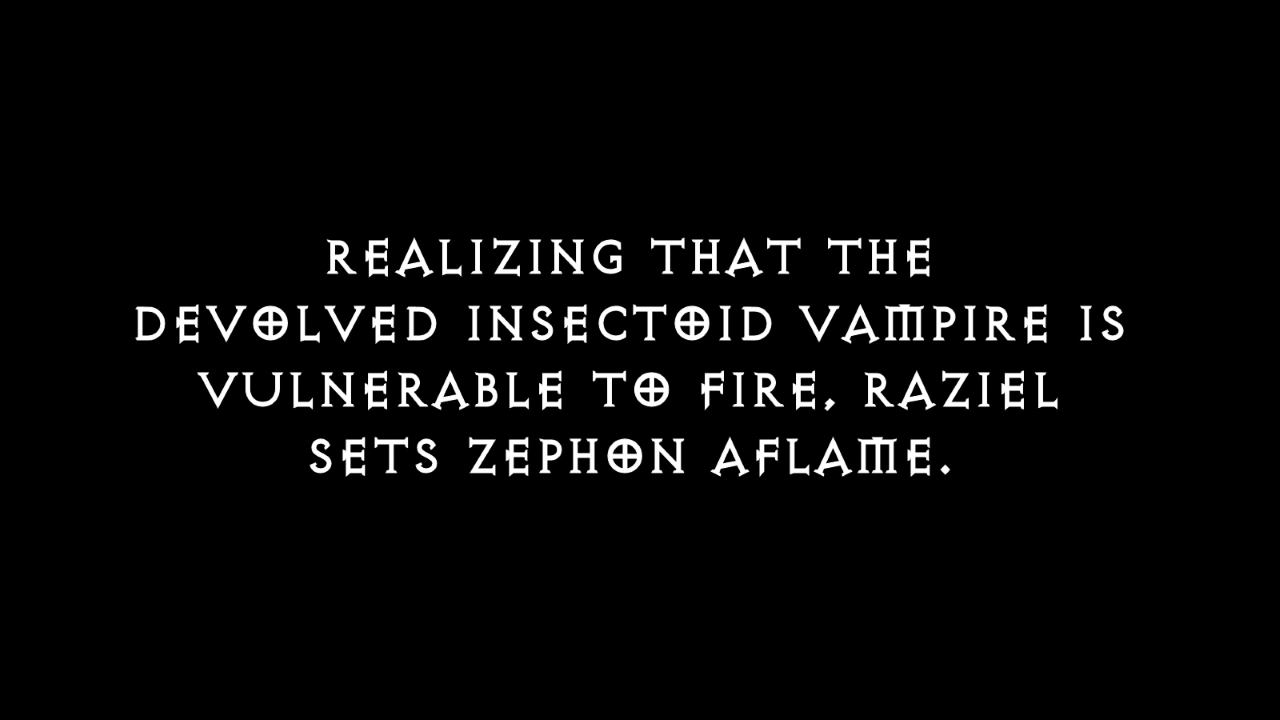 REALIZING THAT THE
DEVOLVED INSECTOID VAMPIRE IS
VULNERABLE TO FIRE, RAZIEL
SETS ZEPHON AFLAME.